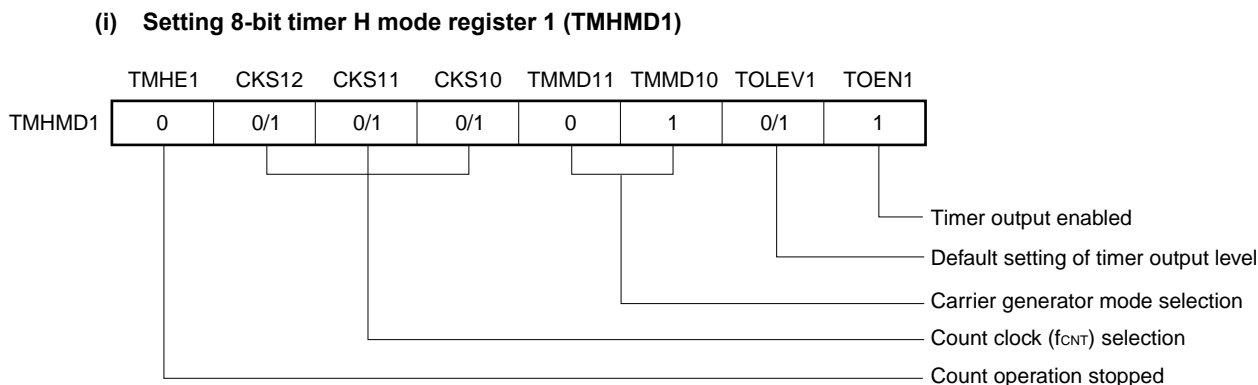 (i) Setting 8-bit timer H mode register 1 (TMHMD1)
TMHE1 CKS12 CKS11 CKS10 TMMD11 TMMD10 TOLEV1 TOEN1
TMHMD1 0 0/1 0/1 0/1 0 1 0/1 1
Timer output enabled
Default setting of timer output level
Carrier generator mode selection
Count clock (fCNT) selection
Count operation stopped